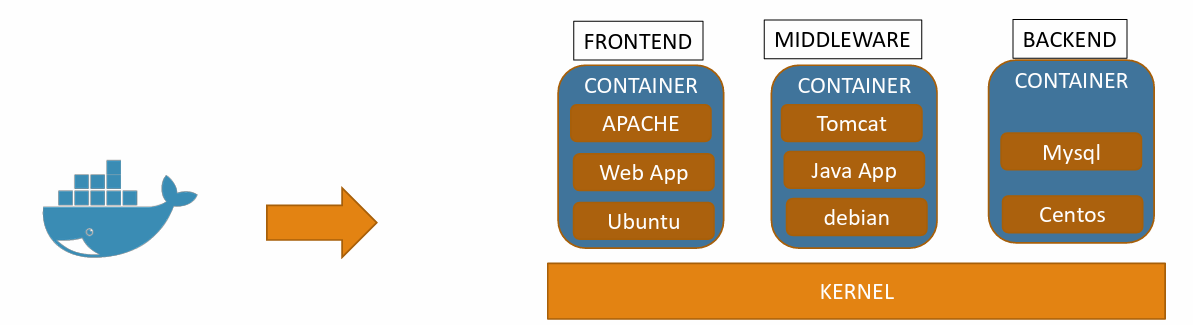 FRONTEND
CONTAINER
APACHE
Web App
Ubuntu
MIDDLEWARE
CONTAINER
Tomcat
Java App
debian
BACKEND
CONTAINER
Mysql
Centos
KERNEL